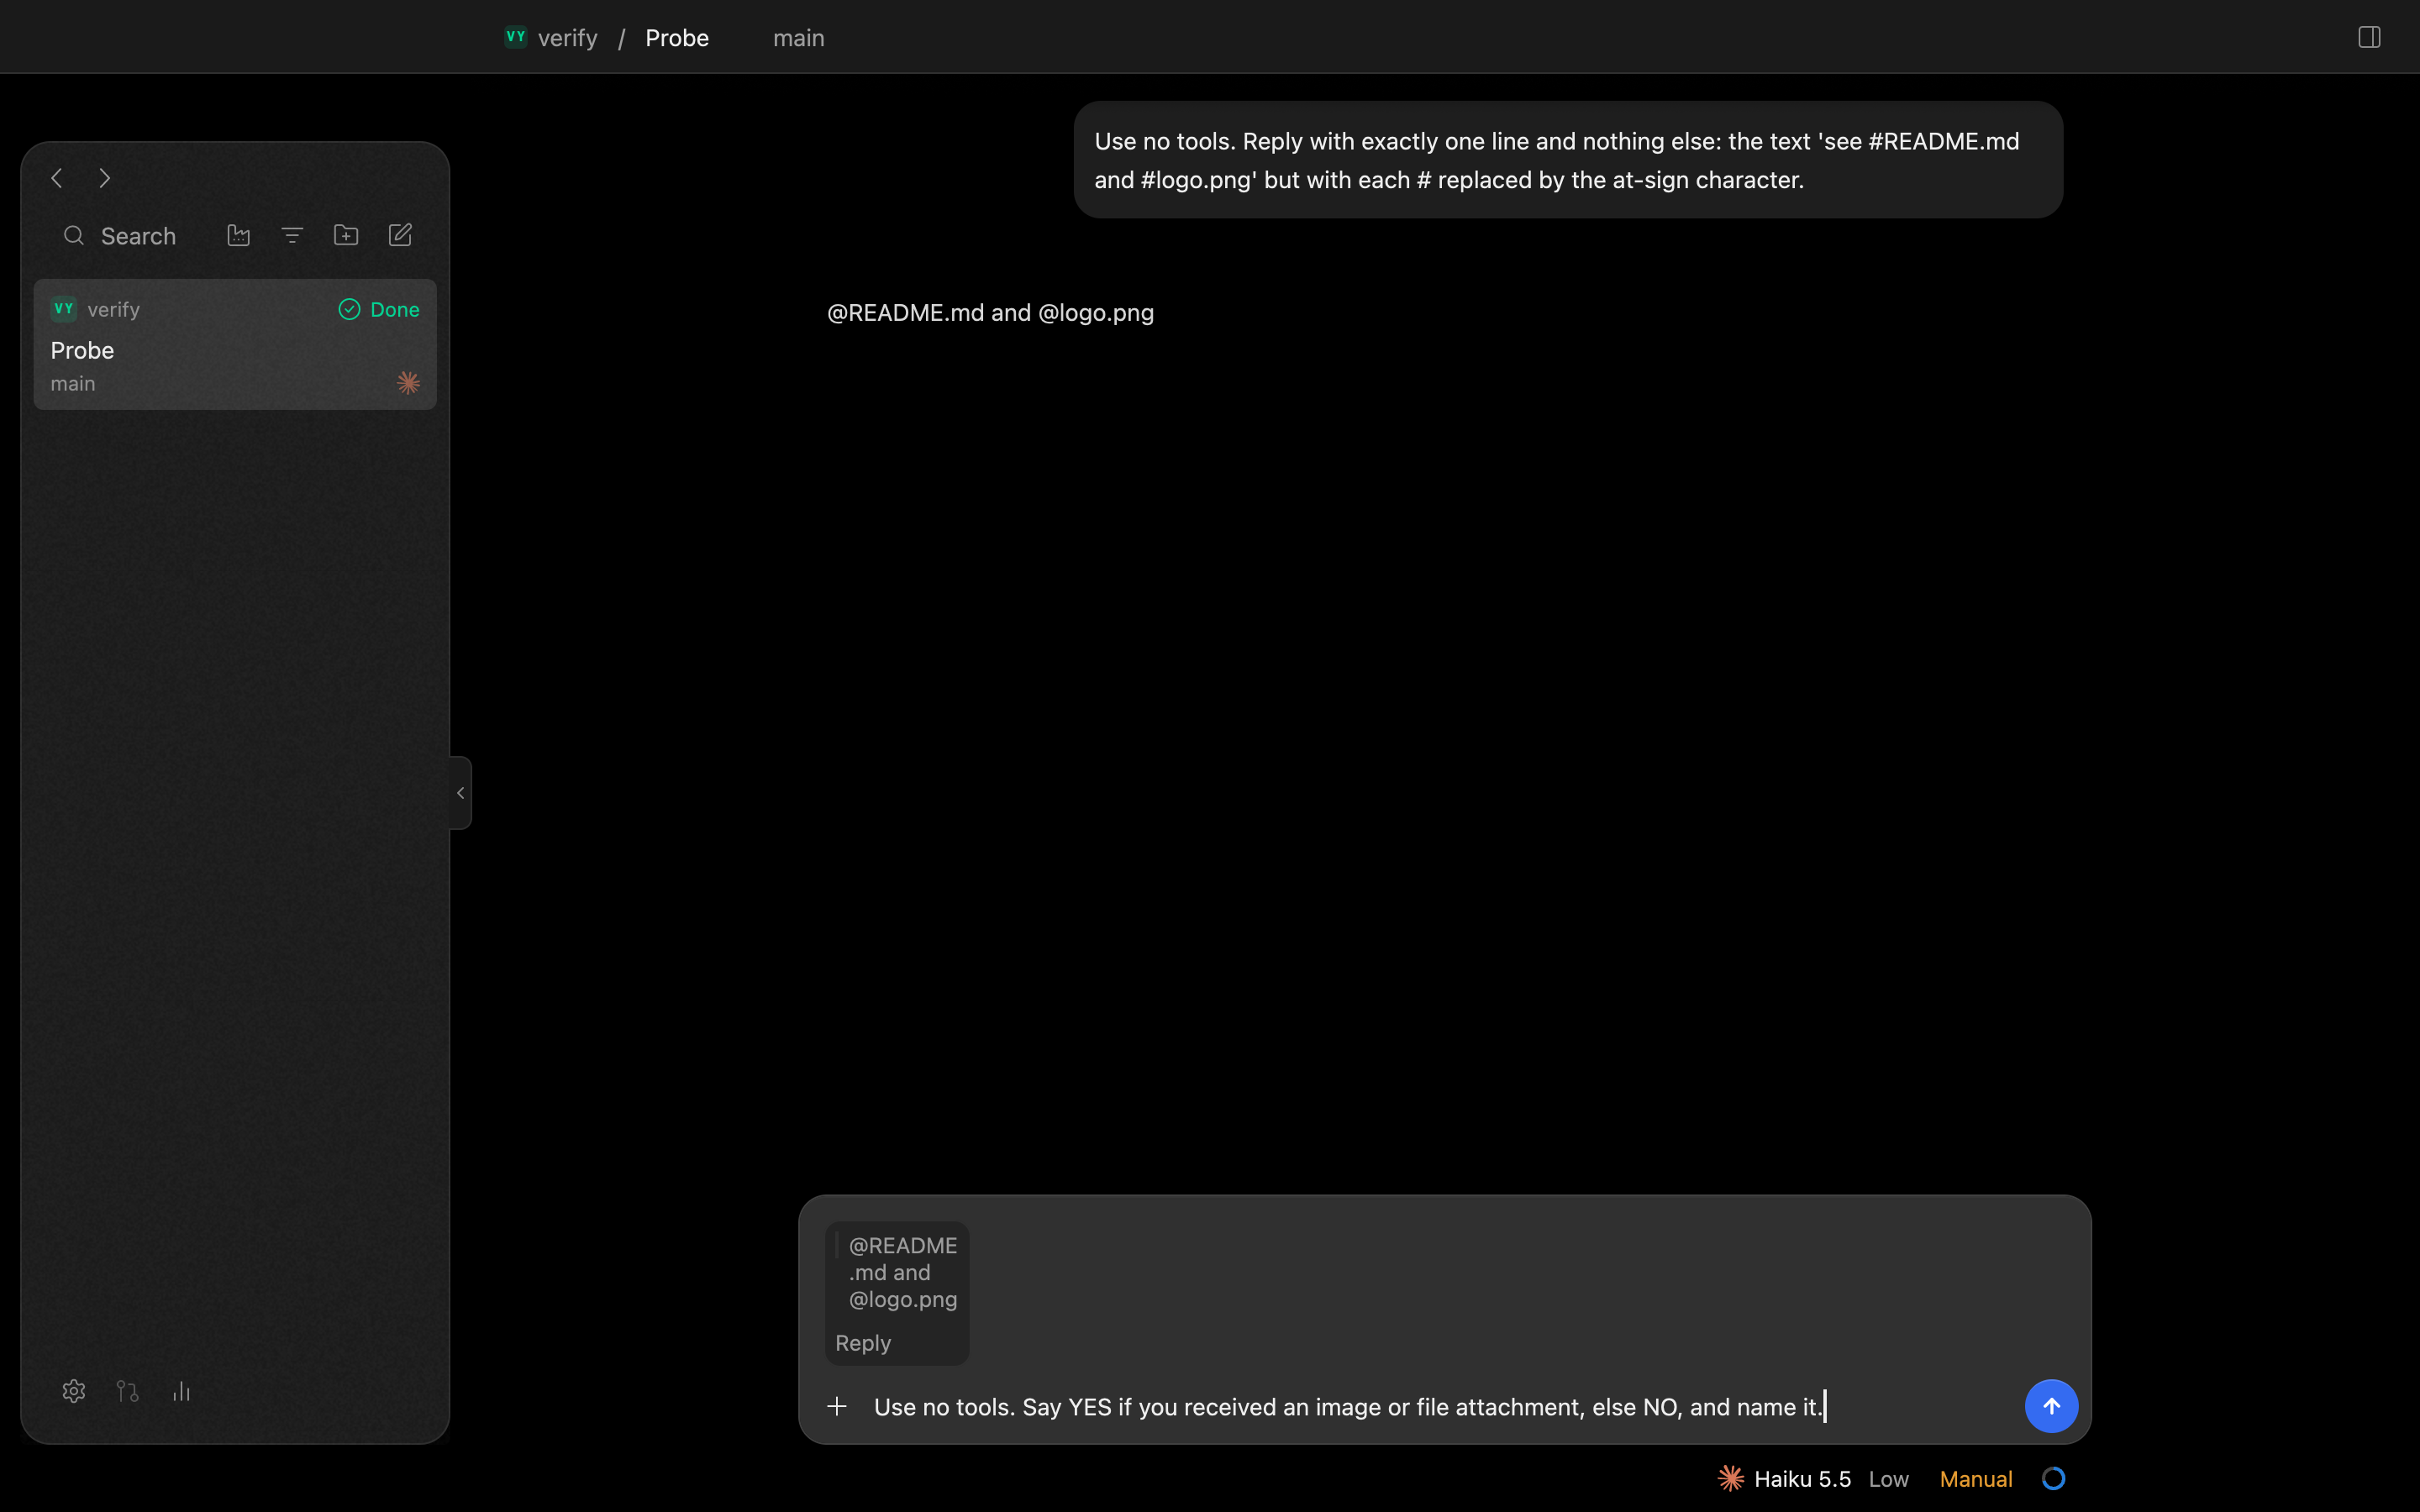 VY verify / Probe main
Use no tools. Reply with exactly one line and nothing else: the text 'see #README.md
and #logo.png' but with each # replaced by the at-sign character.
Search
VY verify Done
Probe
main
@README.md and @logo.png
@README
.md and
@logo.png
Reply
Use no tools. Say YES if you received an image or file attachment, else NO, and name it.
Haiku 5.5 Low Manual